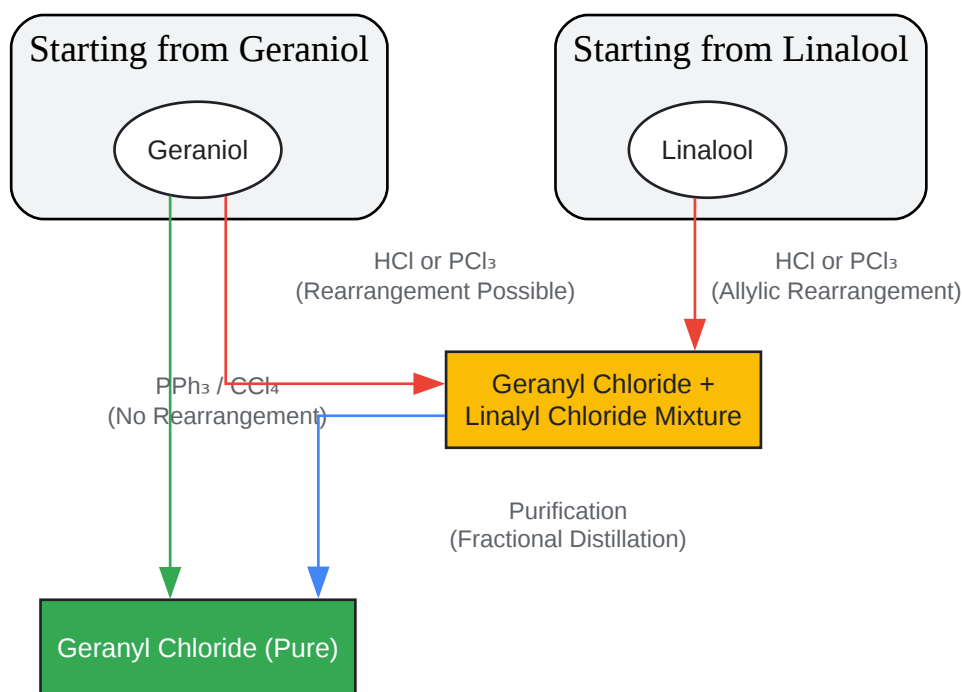 Starting from Geraniol
Starting from Linalool
Geraniol
Linalool
HCl or PCl₃
(Rearrangement Possible)
HCl or PCl₃
(Allylic Rearrangement)
PPh₃ / CCl₄
(No Rearrangement)
Geranyl Chloride +
Linalyl Chloride Mixture
Purification
(Fractional Distillation)
Geranyl Chloride (Pure)